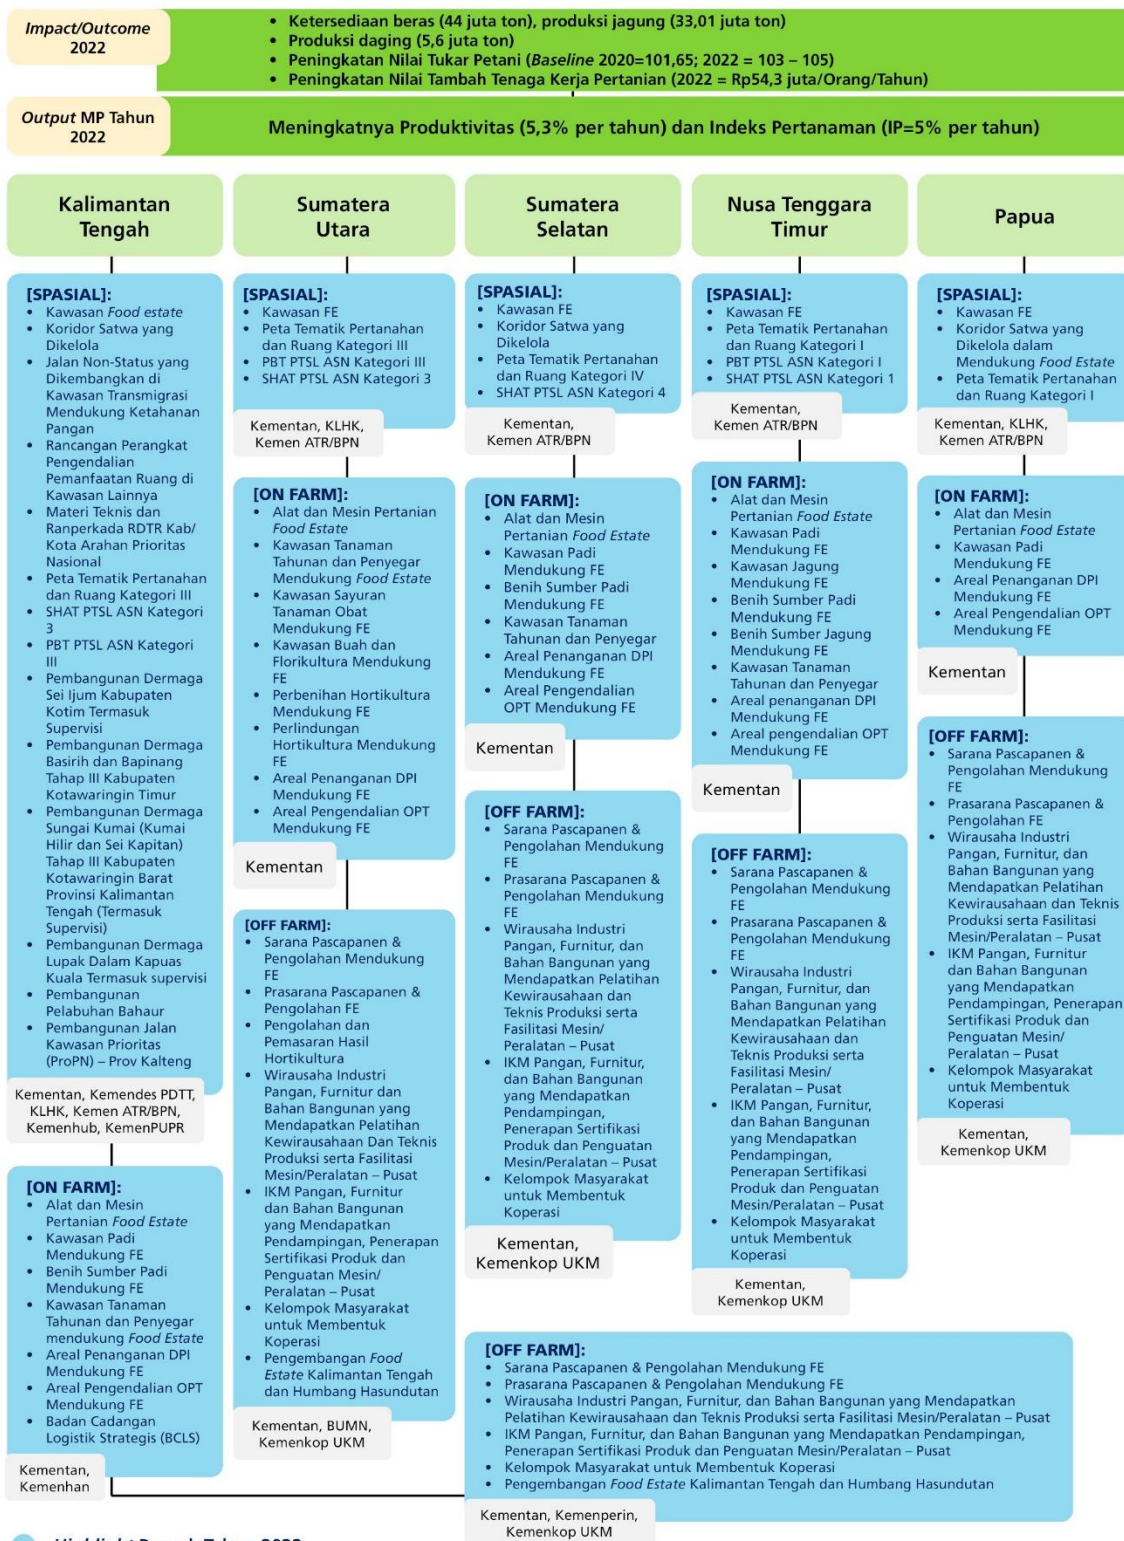 Impact/Outcome
2022
• Ketersediaan beras (44 juta ton), produksi jagung (33,01 juta ton)
• Produksi daging (5,6 juta ton)
• Peningkatan Nilai Tukar Petani (Baseline 2020=101,65; 2022 = 103 – 105)
• Peningkatan Nilai Tambah Tenaga Kerja Pertanian (2022 = Rp54,3 juta/Orang/Tahun)
Output MP Tahun
2022
Meningkatnya Produktivitas (5,3% per tahun) dan Indeks Pertanaman (IP=5% per tahun)
Kalimantan
Tengah
[SPASIAL]:
• Kawasan Food estate
• Koridor Satwa yang
Dikelola
• Jalan Non-Status yang
Dikembangkan di
Kawasan Transmigrasi
Mendukung Ketahanan
Pangan
• Rancangan Perangkat
Pengendalian
Pemanfaatan Ruang di
Kawasan Lainnya
• Materi Teknis dan
Ranperkada RDTR Kab/
Kota Arahan Prioritas
Nasional
• Peta Tematik Pertanahan
dan Ruang Kategori III
• SHAT PTSL ASN Kategori
3
• PBT PTSL ASN Kategori
III
• Pembangunan Dermaga
Sei Ijum Kabupaten
Kotim Termasuk
Supervisi
• Pembangunan Dermaga
Basirih dan Bapinang
Tahap III Kabupaten
Kotawaringin Timur
• Pembangunan Dermaga
Sungai Kumai (Kumai
Hilir dan Sei Kapitan)
Tahap III Kabupaten
Kotawaringin Barat
Provinsi Kalimantan
Tengah (Termasuk
Supervisi)
• Pembangunan Dermaga
Lupak Dalam Kapuas
Kuala Termasuk supervisi
• Pembangunan
Pelabuhan Bahaur
• Pembangunan Jalan
Kawasan Prioritas
(ProPN) – Prov Kalteng
Kementan, Kemendes PDTT,
KLHK, Kemen ATR/BPN,
Kemenhub, KemenPUPR
[ON FARM]:
• Alat dan Mesin
Pertanian Food Estate
• Kawasan Padi
Mendukung FE
• Benih Sumber Padi
Mendukung FE
• Kawasan Tanaman
Tahunan dan Penyegar
mendukung Food Estate
• Areal Penanganan DPI
Mendukung FE
• Areal Pengendalian OPT
Mendukung FE
• Badan Cadangan
Logistik Strategis (BCLS)
Kementan,
Kemenhan
Sumatera
Utara
[SPASIAL]:
• Kawasan FE
• Peta Tematik Pertanahan
dan Ruang Kategori III
• PBT PTSL ASN Kategori III
• SHAT PTSL ASN Kategori 3
Kementan, KLHK,
Kemen ATR/BPN
[ON FARM]:
• Alat dan Mesin Pertanian
Food Estate
• Kawasan Tanaman
Tahunan dan Penyegar
Mendukung Food Estate
• Kawasan Sayuran
Tanaman Obat
Mendukung FE
• Kawasan Buah dan
Florikultura Mendukung
FE
• Perbenihan Hortikultura
Mendukung FE
• Perlindungan
Hortikultura Mendukung
FE
• Areal Penanganan DPI
Mendukung FE
• Areal Pengendalian OPT
Mendukung FE
Kementan
[OFF FARM]:
• Sarana Pascapanen &
Pengolahan Mendukung
FE
• Prasarana Pascapanen &
Pengolahan FE
• Pengolahan dan
Pemasaran Hasil
Hortikultura
• Wirausaha Industri
Pangan, Furnitur dan
Bahan Bangunan yang
Mendapatkan Pelatihan
Kewirausahaan Dan Teknis
Produksi serta Fasilitasi
Mesin/Peralatan – Pusat
• IKM Pangan, Furnitur
dan Bahan Bangunan
yang Mendapatkan
Pendampingan, Penerapan
Sertifikasi Produk dan
Penguatan Mesin/
Peralatan – Pusat
• Kelompok Masyarakat
untuk Membentuk
Koperasi
• Pengembangan Food
Estate Kalimantan Tengah
dan Humbang Hasundutan
Kementan, BUMN,
Kemenkop UKM
Sumatera
Selatan
[SPASIAL]:
• Kawasan FE
• Koridor Satwa yang
Dikelola
• Peta Tematik Pertanahan
dan Ruang Kategori IV
• SHAT PTSL ASN Kategori 4
Kementan,
Kemen ATR/BPN
[ON FARM]:
• Alat dan Mesin
Pertanian Food Estate
• Kawasan Padi
Mendukung FE
• Benih Sumber Padi
Mendukung FE
• Kawasan Tanaman
Tahunan dan Penyegar
• Areal Penanganan DPI
Mendukung FE
• Areal Pengendalian
OPT Mendukung FE
Kementan
[OFF FARM]:
• Sarana Pascapanen &
Pengolahan Mendukung
FE
• Prasarana Pascapanen &
Pengolahan Mendukung
FE
• Wirausaha Industri
Pangan, Furnitur, dan
Bahan Bangunan yang
Mendapatkan Pelatihan
Kewirausahaan dan
Teknis Produksi serta
Fasilitasi Mesin/
Peralatan – Pusat
• IKM Pangan, Furnitur,
dan Bahan Bangunan
yang Mendapatkan
Pendampingan,
Penerapan Sertifikasi
Produk dan Penguatan
Mesin/Peralatan – Pusat
• Kelompok Masyarakat
untuk Membentuk
Koperasi
Kementan,
Kemenkop UKM
Nusa Tenggara
Timur
[SPASIAL]:
• Kawasan FE
• Peta Tematik Pertanahan
dan Ruang Kategori I
• PBT PTSL ASN Kategori I
• SHAT PTSL ASN Kategori 1
Kementan,
Kemen ATR/BPN
[ON FARM]:
• Alat dan Mesin
Pertanian Food Estate
• Kawasan Padi
Mendukung FE
• Kawasan Jagung
Mendukung FE
• Benih Sumber Padi
Mendukung FE
• Benih Sumber Jagung
Mendukung FE
• Kawasan Tanaman
Tahunan dan Penyegar
• Areal penanganan DPI
Mendukung FE
• Areal pengendalian OPT
Mendukung FE
Kementan
[OFF FARM]:
• Sarana Pascapanen &
Pengolahan Mendukung
FE
• Prasarana Pascapanen &
Pengolahan Mendukung
FE
• Wirausaha Industri
Pangan, Furnitur, dan
Bahan Bangunan yang
Mendapatkan Pelatihan
Kewirausahaan dan
Teknis Produksi serta
Fasilitasi Mesin/
Peralatan – Pusat
• IKM Pangan, Furnitur,
dan Bahan Bangunan
yang Mendapatkan
Pendampingan,
Penerapan Sertifikasi
Produk dan Penguatan
Mesin/Peralatan – Pusat
• Kelompok Masyarakat
untuk Membentuk
Koperasi
Kementan,
Kemenkop UKM
Papua
[SPASIAL]:
• Kawasan FE
• Koridor Satwa yang
Dikelola dalam
Mendukung Food Estate
• Peta Tematik Pertanahan
dan Ruang Kategori I
Kementan, KLHK,
Kemen ATR/BPN
[ON FARM]:
• Alat dan Mesin
Pertanian Food Estate
• Kawasan Padi
Mendukung FE
• Areal Penanganan DPI
Mendukung FE
• Areal Pengendalian OPT
Mendukung FE
Kementan
[OFF FARM]:
• Sarana Pascapanen &
Pengolahan Mendukung
FE
• Prasarana Pascapanen &
Pengolahan FE
• Wirausaha Industri
Pangan, Furnitur, dan
Bahan Bangunan yang
Mendapatkan Pelatihan
Kewirausahaan dan Teknis
Produksi serta Fasilitasi
Mesin/Peralatan – Pusat
• IKM Pangan, Furnitur
dan Bahan Bangunan
yang Mendapatkan
Pendampingan, Penerapan
Sertifikasi Produk dan
Penguatan Mesin/
Peralatan – Pusat
• Kelompok Masyarakat
untuk Membentuk
Koperasi
Kementan,
Kemenkop UKM
[OFF FARM]:
• Sarana Pascapanen & Pengolahan Mendukung FE
• Prasarana Pascapanen & Pengolahan Mendukung FE
• Wirausaha Industri Pangan, Furnitur, dan Bahan Bangunan yang Mendapatkan
Pelatihan Kewirausahaan dan Teknis Produksi serta Fasilitasi Mesin/Peralatan – Pusat
• IKM Pangan, Furnitur, dan Bahan Bangunan yang Mendapatkan Pendampingan,
Penerapan Sertifikasi Produk dan Penguatan Mesin/Peralatan – Pusat
• Kelompok Masyarakat untuk Membentuk Koperasi
• Pengembangan Food Estate Kalimantan Tengah dan Humbang Hasundutan
Kementan, Kemenperin,
Kemenkop UKM